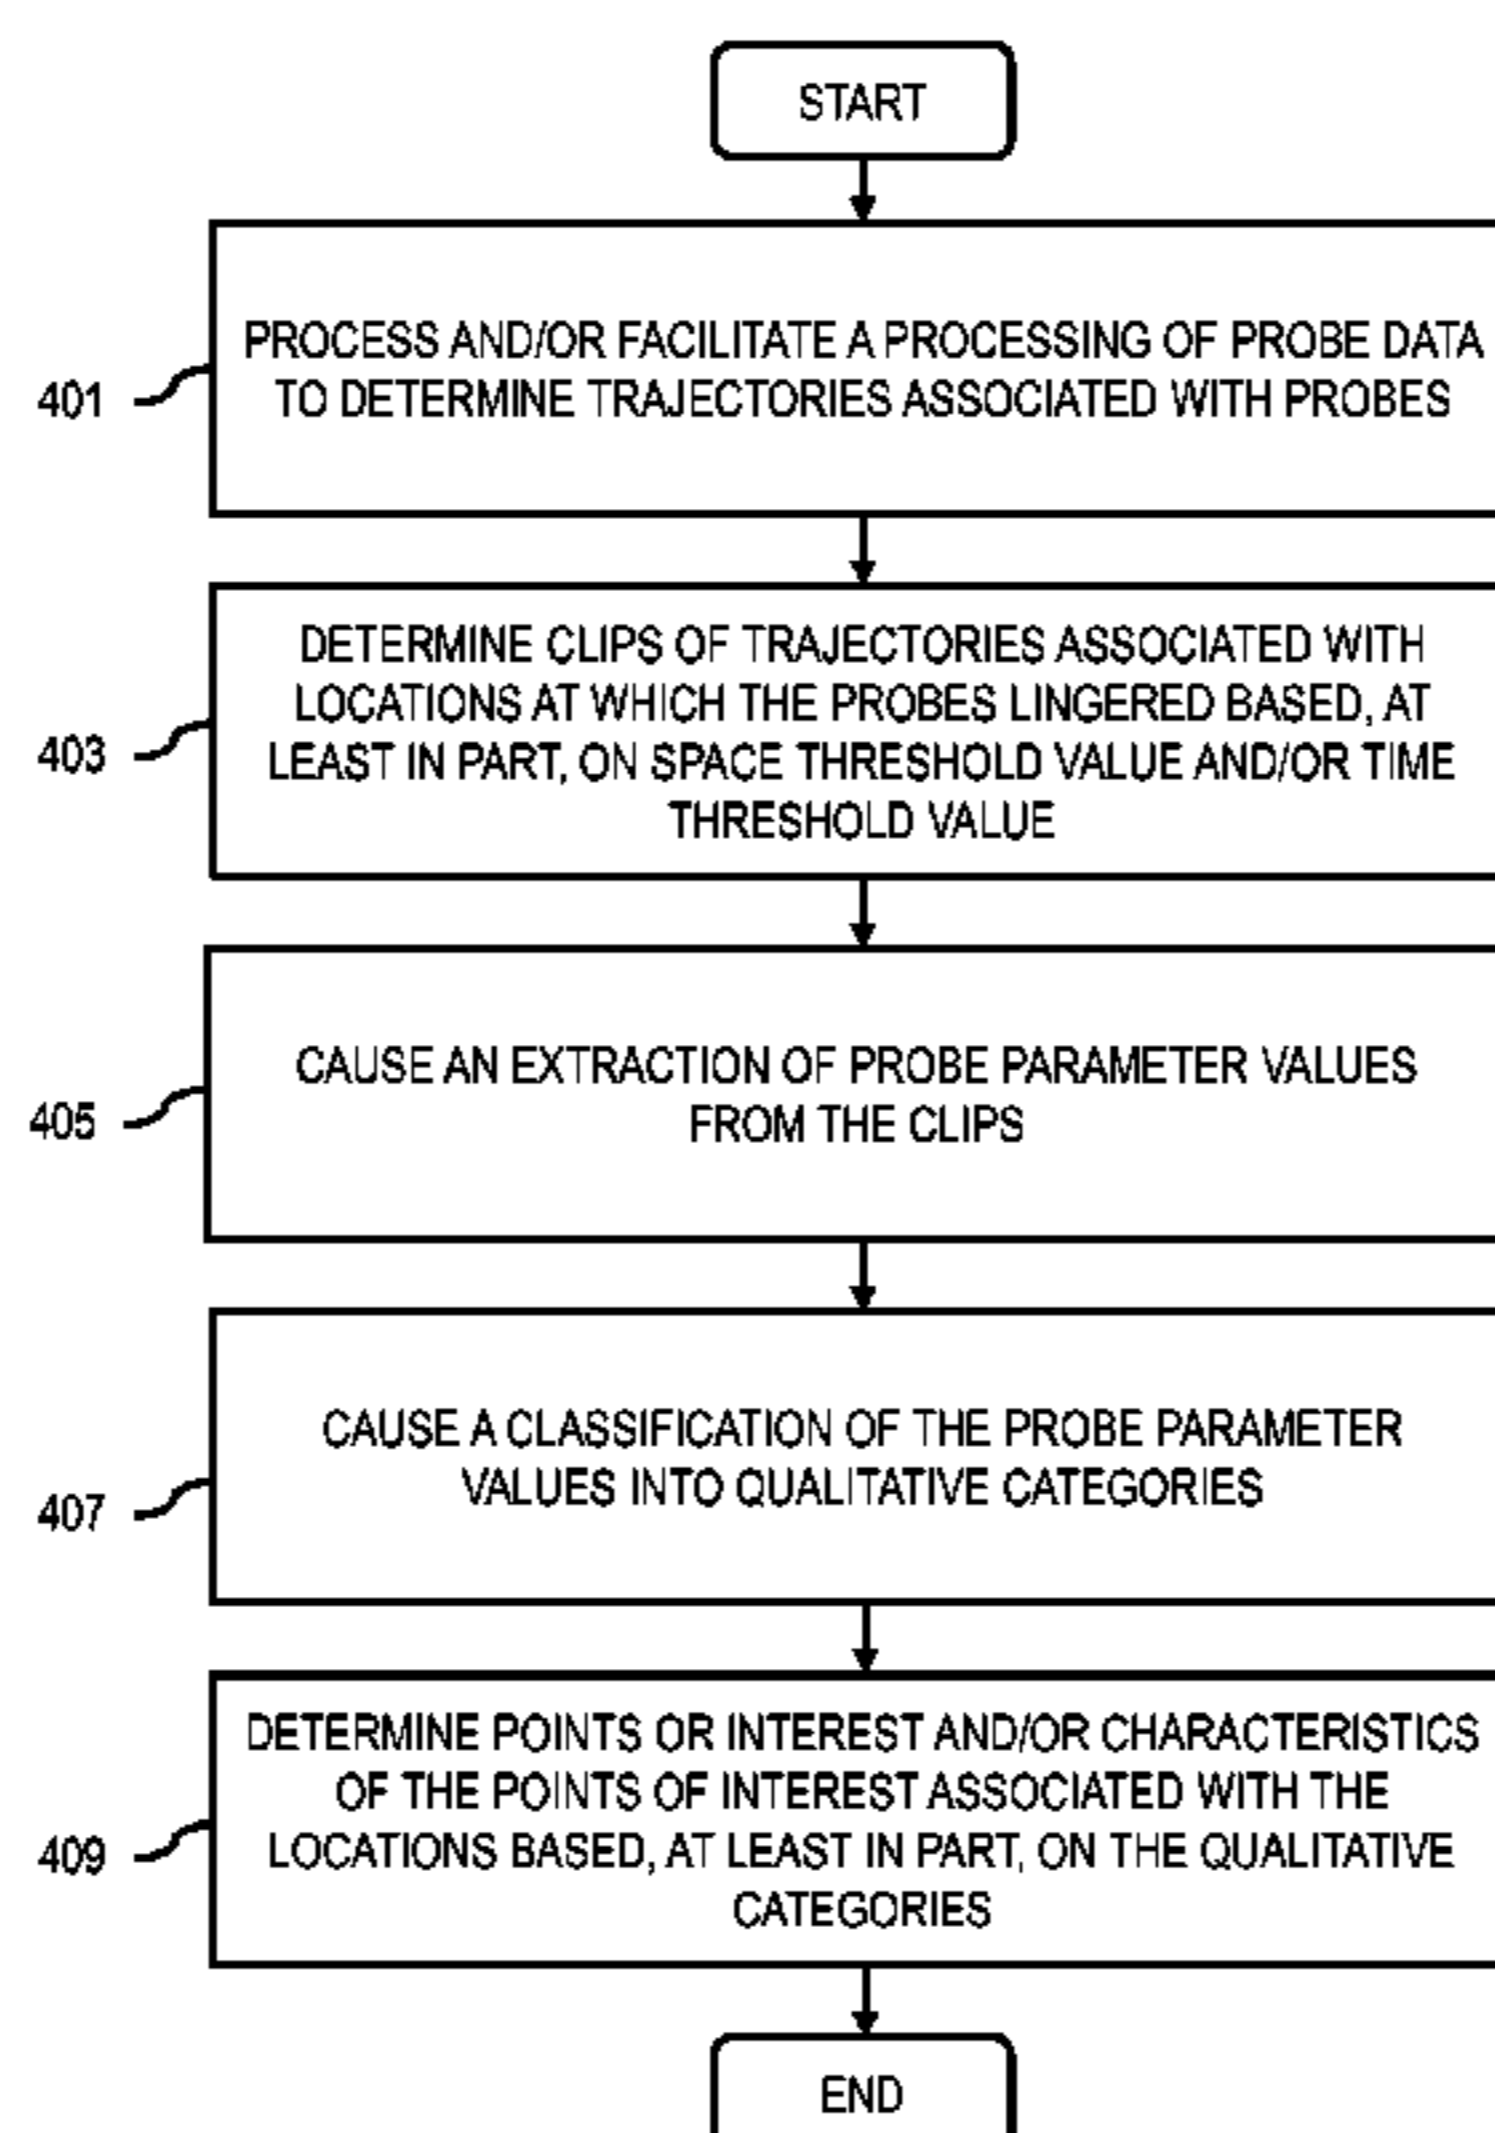 START
PROCESS AND/OR FACILITATE A PROCESSING OF PROBE DATA
TO DETERMINE TRAJECTORIES ASSOCIATED WITH PROBES
401
DETERMINE CLIPS OF TRAJECTORIES ASSOCIATED WITH
LOCATIONS AT WHICH THE PROBES LINGERED BASED, AT
LEAST IN PART, ON SPACE THRESHOLD VALUE AND/OR TIME
THRESHOLD VALUE
403
CAUSE AN EXTRACTION OF PROBE PARAMETER VALUES
FROM THE CLIPS
405
CAUSE A CLASSIFICATION OF THE PROBE PARAMETER
VALUES INTO QUALITATIVE CATEGORIES
407
DETERMINE POINTS OR INTEREST AND/OR CHARACTERISTICS
OF THE POINTS OF INTEREST ASSOCIATED WITH THE
LOCATIONS BASED, AT LEAST IN PART, ON THE QUALITATIVE
CATEGORIES
409
END